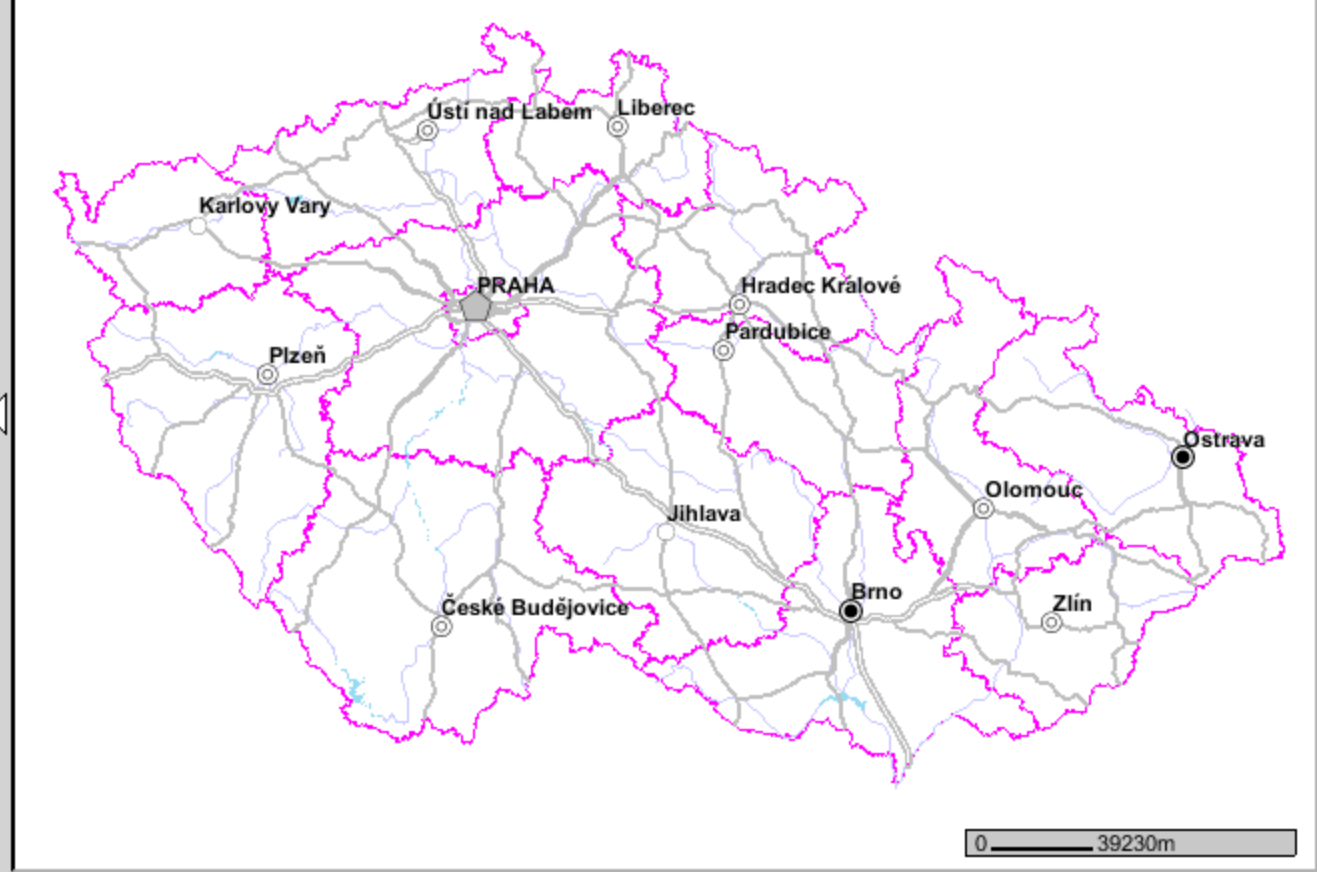 Ústí nad Labem
Liberec
Karlovy Vary
PRAHA
Hradec Králové
Pardubice
Plzeň
Ostrava
Olomouc
Jihlava
Brno
Zlín
České Budějovice
0 39230m